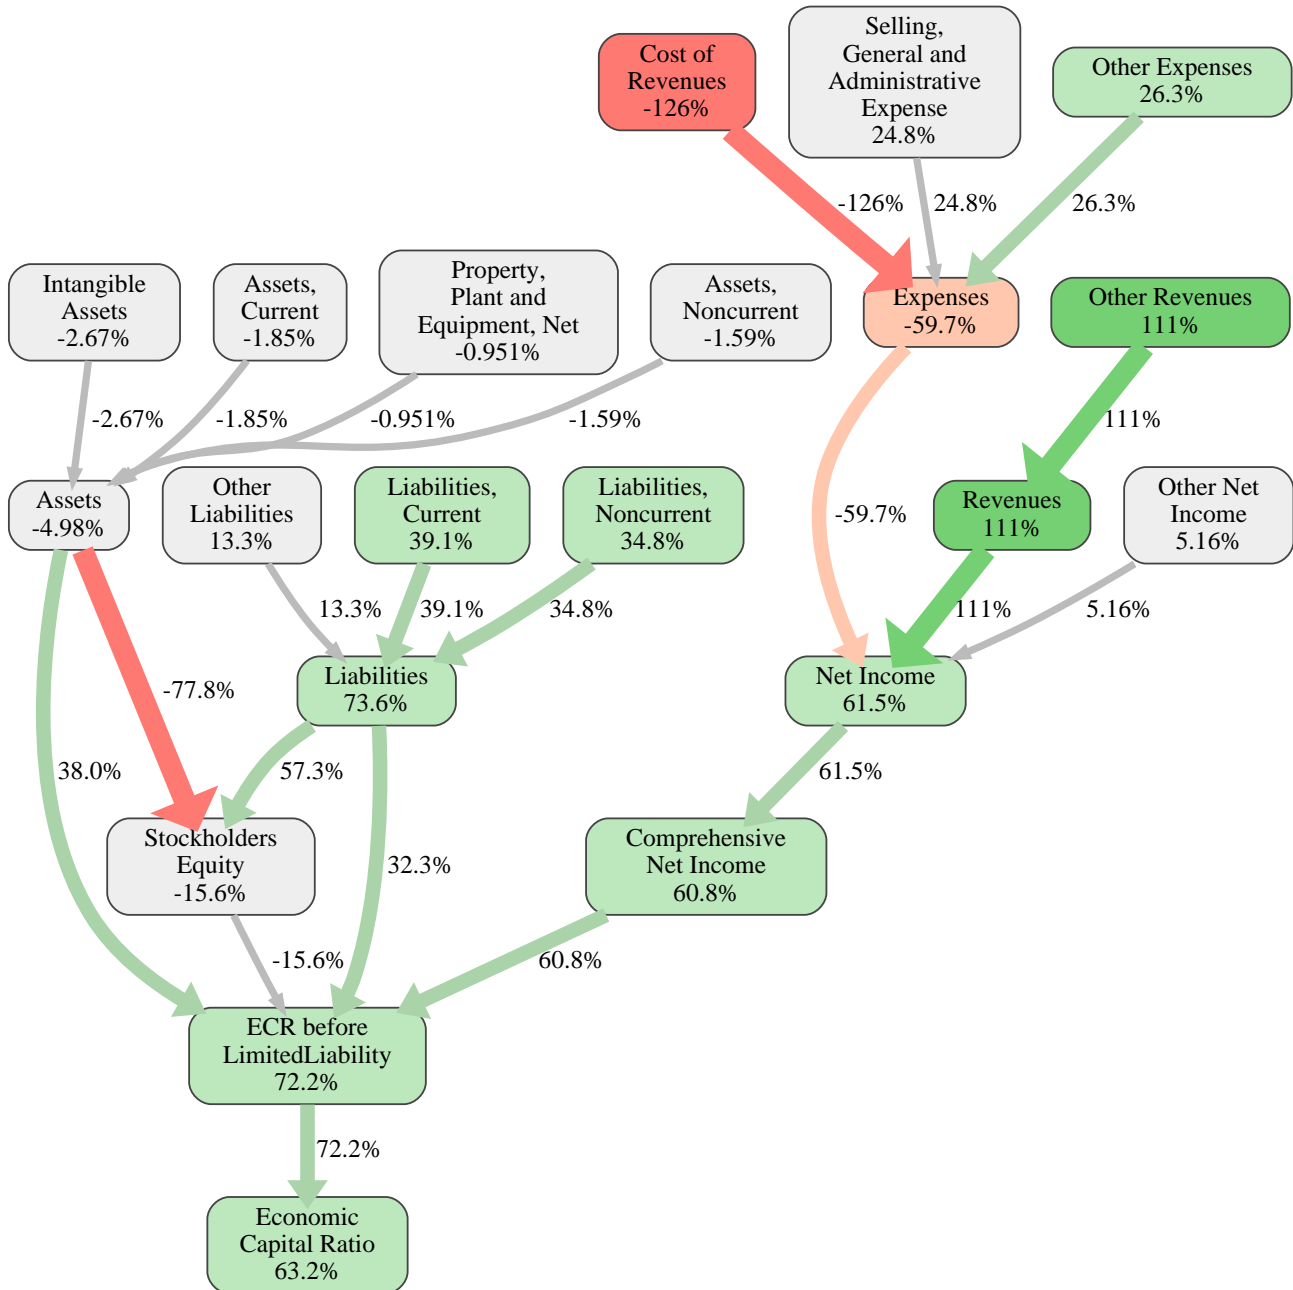 Cost of
Revenues
-126%
Selling,
General and
Administrative
Expense
24.8%
Other Expenses
26.3%
-126%
24.8%
26.3%
Intangible
Assets
-2.67%
Assets,
Current
-1.85%
Property,
Plant and
Equipment, Net
-0.951%
Assets,
Noncurrent
-1.59%
Expenses
-59.7%
Other Revenues
111%
-2.67%
-1.85%
-0.951%
-1.59%
111%
Assets
-4.98%
Other
Liabilities
13.3%
Liabilities,
Current
39.1%
Liabilities,
Noncurrent
34.8%
-59.7%
Revenues
111%
Other Net
Income
5.16%
13.3%
39.1%
34.8%
111%
5.16%
-77.8%
Liabilities
73.6%
Net Income
61.5%
38.0%
57.3%
61.5%
Stockholders
Equity
-15.6%
32.3%
Comprehensive
Net Income
60.8%
-15.6%
60.8%
ECR before
LimitedLiability
72.2%
72.2%
Economic
Capital Ratio
63.2%